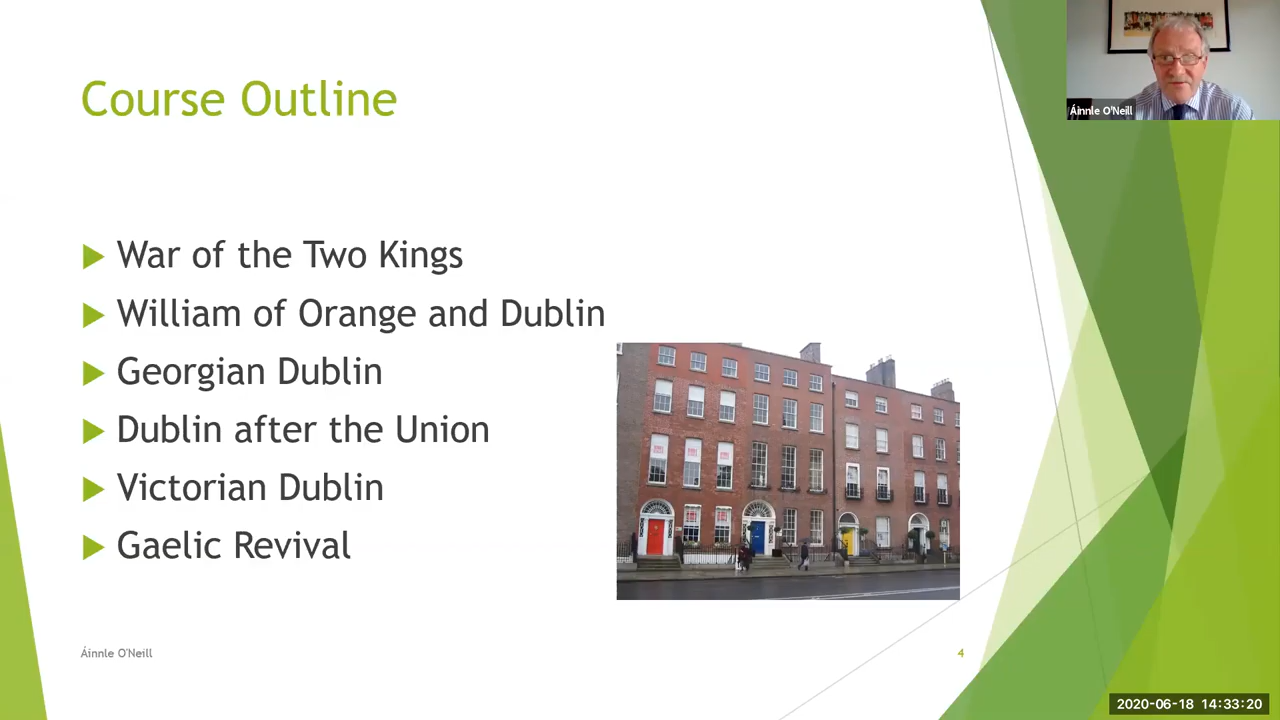 Course Outline
Áinnle O'Neill
War of the Two Kings
William of Orange and Dublin
Georgian Dublin
Dublin after the Union
Victorian Dublin
Gaelic Revival
Áinnle O'Neill
4
2020-06-18 14:33:20